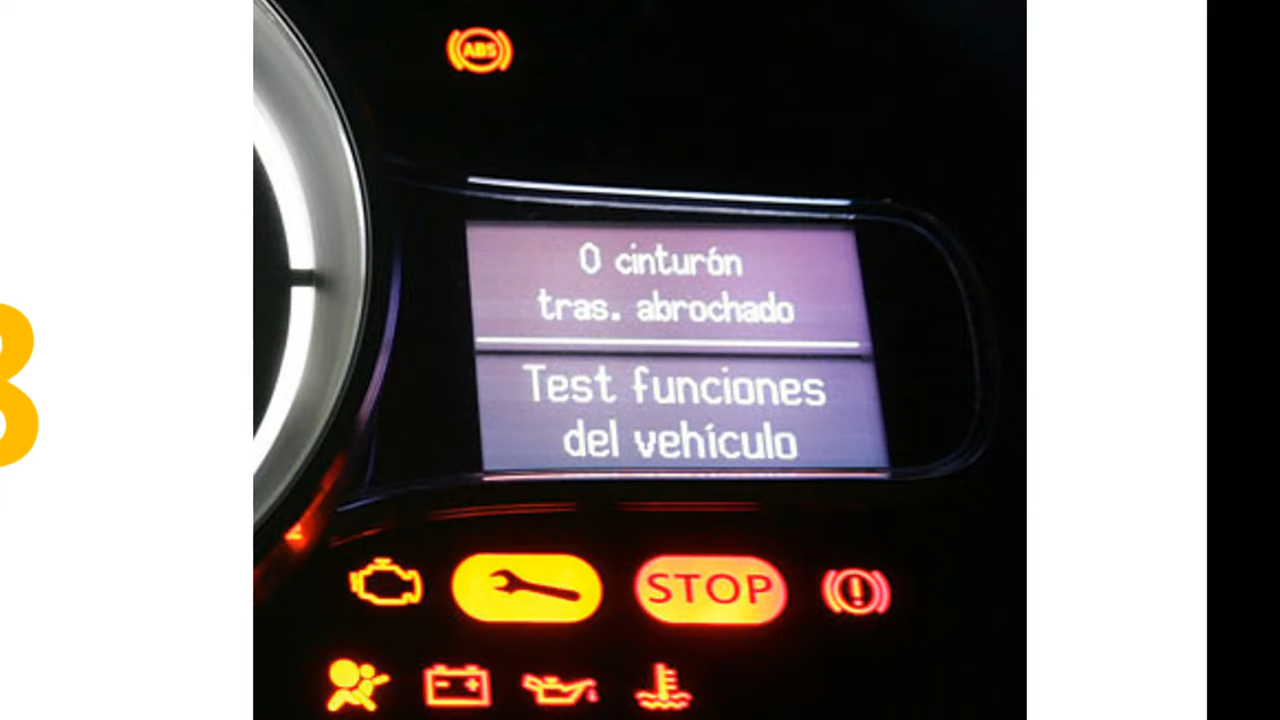 ABS
0 cinturón
tras. abrochado
Test funciones
del vehículo
STOP